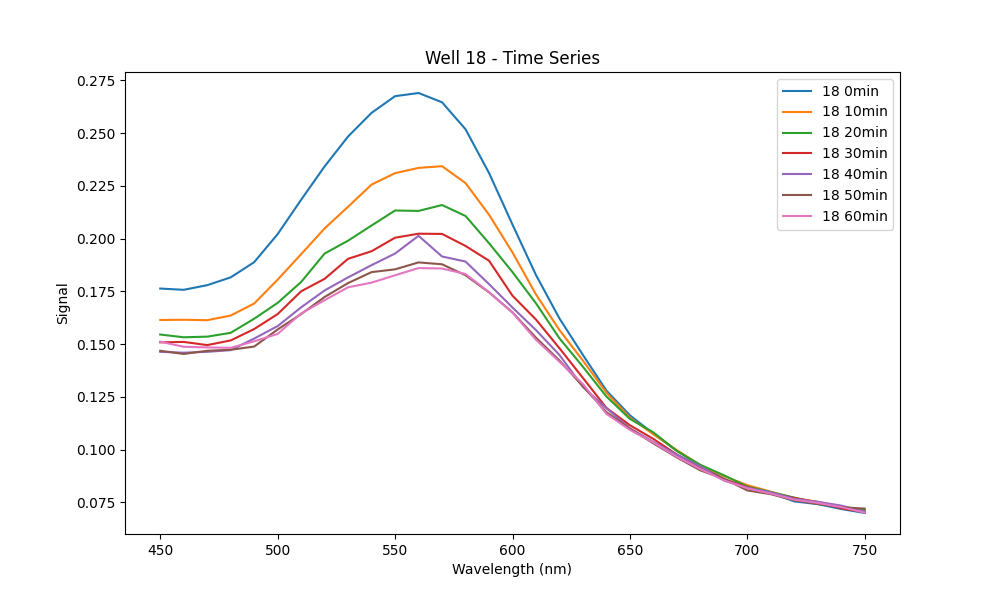 Well 18 - Time Series
Signal
0.275
0.250
0.225
0.200
0.175
0.150
0.125
0.100
0.075
18 0min
18 10min
18 20min
18 30min
18 40min
18 50min
18 60min
450 500 550 600 650 700 750
Wavelength (nm)